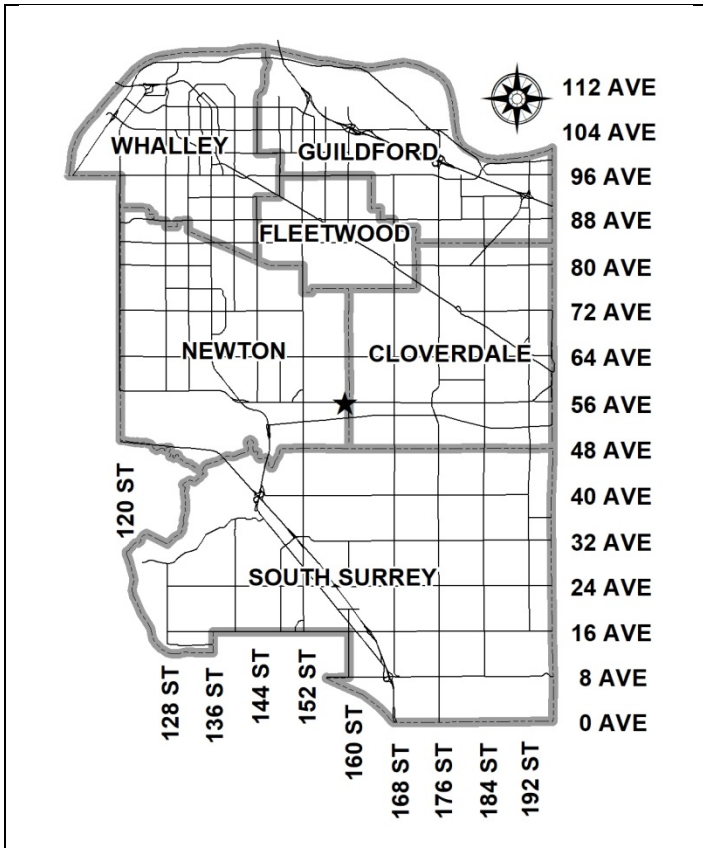 112 AVE
104 AVE
WHALLEY
GUILDFORD
96 AVE
88 AVE
FLEETWOOD
80 AVE
72 AVE
NEWTON
CLOVERDALE
64 AVE
56 AVE
48 AVE
120 ST
40 AVE
32 AVE
SOUTH SURREY
24 AVE
16 AVE
128 ST
136 ST
144 ST
152 ST
160 ST
8 AVE
0 AVE
168 ST
176 ST
184 ST
192 ST